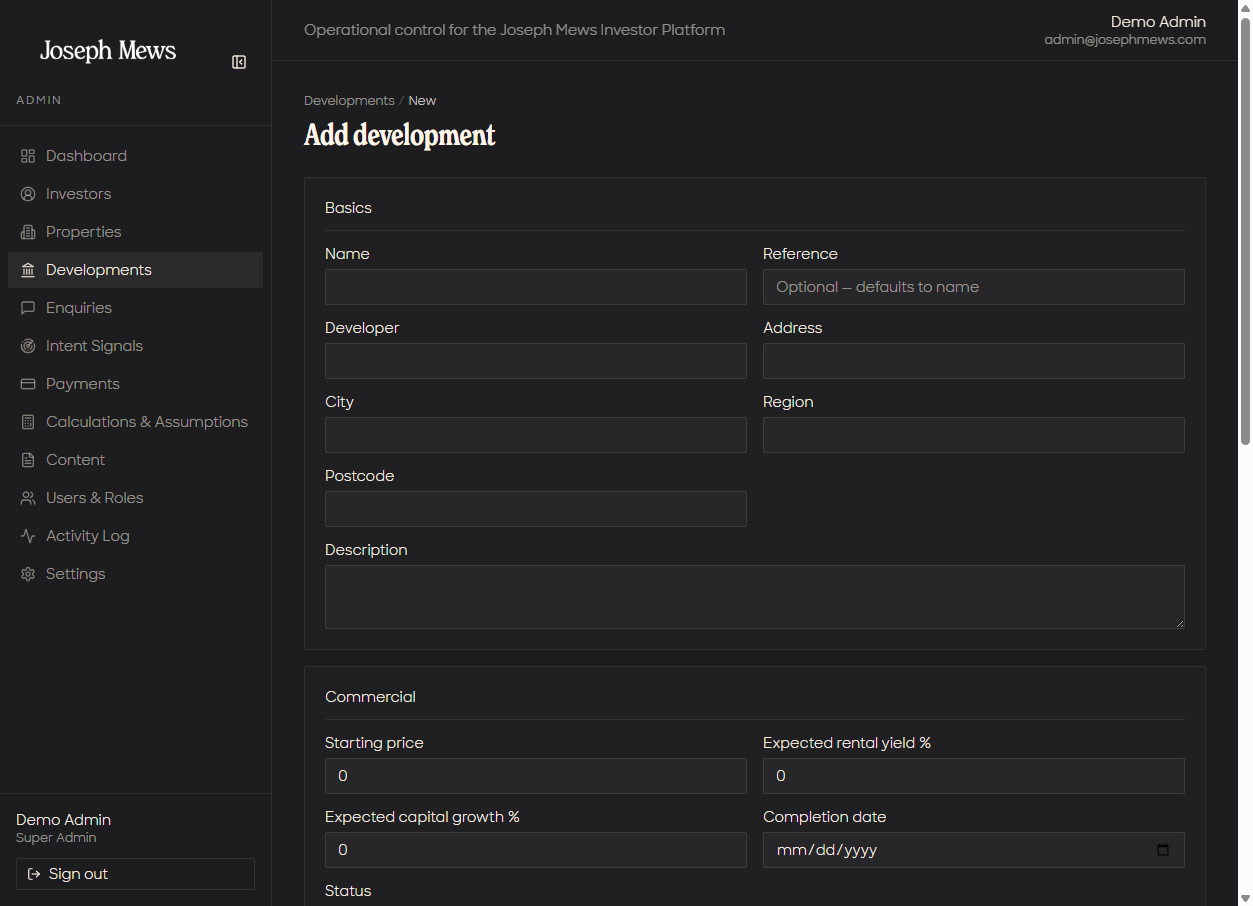 Joseph Mews
ADMIN
Dashboard
Investors
Properties
Developments
Enquiries
Intent Signals
Payments
Calculations & Assumptions
Content
Users & Roles
Activity Log
Settings
Demo Admin
Super Admin
Sign out
Operational control for the Joseph Mews Investor Platform
Demo Admin
admin@josephmews.com
Developments / New
Add development
Basics
Name
Reference
Optional — defaults to name
Developer
Address
City
Region
Postcode
Description
Commercial
Starting price
Expected rental yield %
0
0
Expected capital growth %
Completion date
0
mm/dd/yyyy
Status